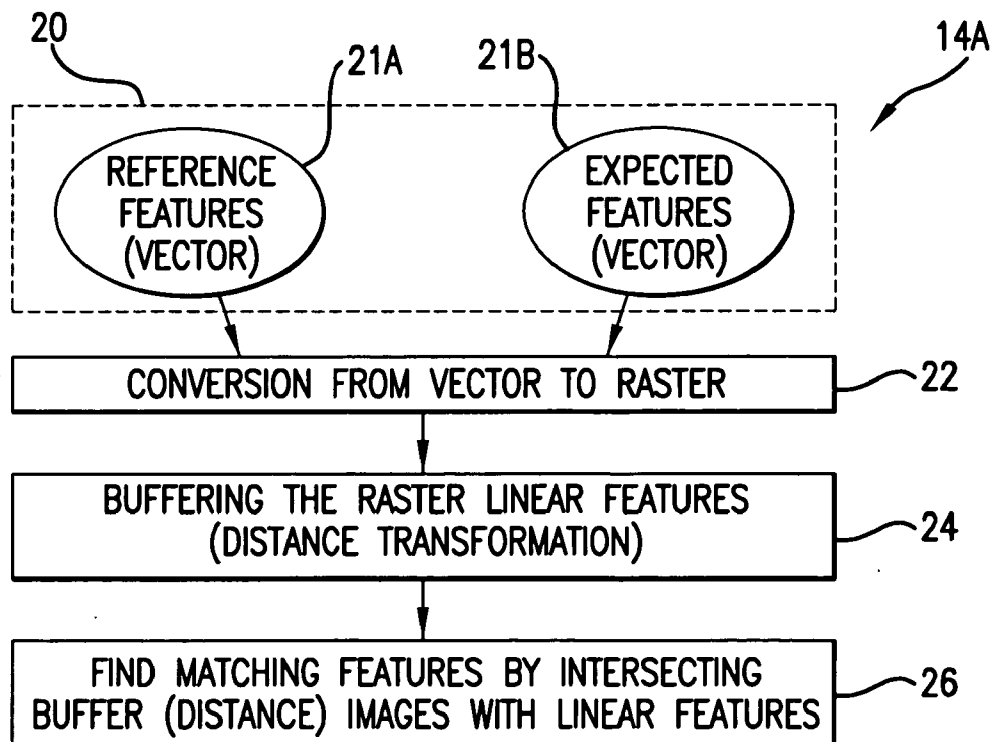 20
21A
21B
14A
REFERENCE
FEATURES
(VECTOR)
EXPECTED
FEATURES
(VECTOR)
CONVERSION FROM VECTOR TO RASTER
22
BUFFERING THE RASTER LINEAR FEATURES
(DISTANCE TRANSFORMATION)
24
FIND MATCHING FEATURES BY INTERSECTING
BUFFER (DISTANCE) IMAGES WITH LINEAR FEATURES
26